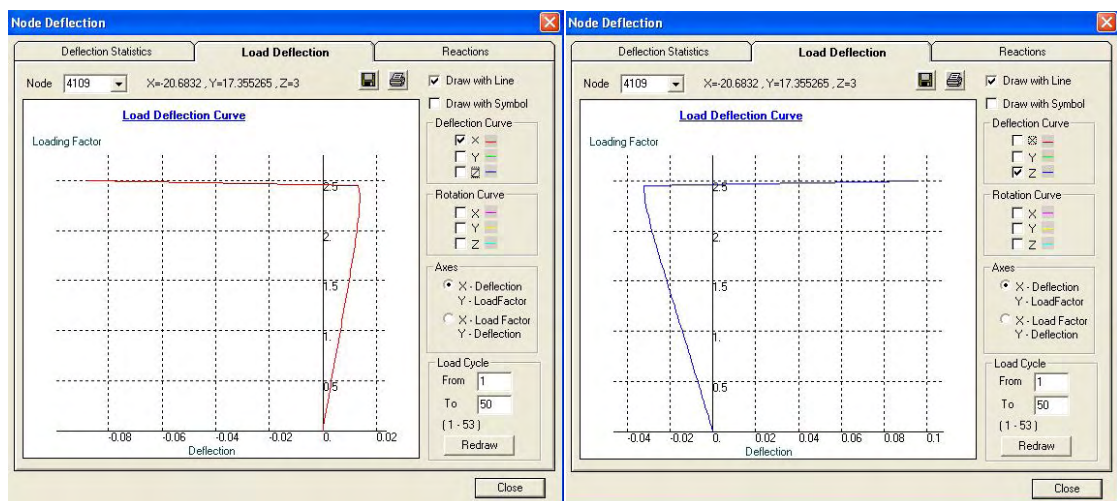 Node Deflection
Deflection Statistics
Load Deflection
Reactions
Node 4109 X=-20.6832 , Y=17.355265 , Z=3
Draw with Line
Draw with Symbol
Load Deflection Curve
Loading Factor
Deflection Curve
X
Y
Z
Rotation Curve
X
Y
Z
Axes
X - Deflection
Y - LoadFactor
X - Load Factor
Y - Deflection
Load Cycle
From 1
To 50
( 1 - 53 )
Redraw
2.5
2.
1.5
1.
0.5
-0.08 -0.06 -0.04 -0.02 0. 0.02
Deflection
Close
Node Deflection
Deflection Statistics
Load Deflection
Reactions
Node 4109 X=-20.6832 , Y=17.355265 , Z=3
Draw with Line
Draw with Symbol
Load Deflection Curve
Loading Factor
Deflection Curve
X
Y
Z
Rotation Curve
X
Y
Z
Axes
X - Deflection
Y - LoadFactor
X - Load Factor
Y - Deflection
Load Cycle
From 1
To 50
( 1 - 53 )
Redraw
2.5
2.
1.5
1.
0.5
-0.04 -0.02 0. 0.02 0.04 0.06 0.08 0.1
Deflection
Close